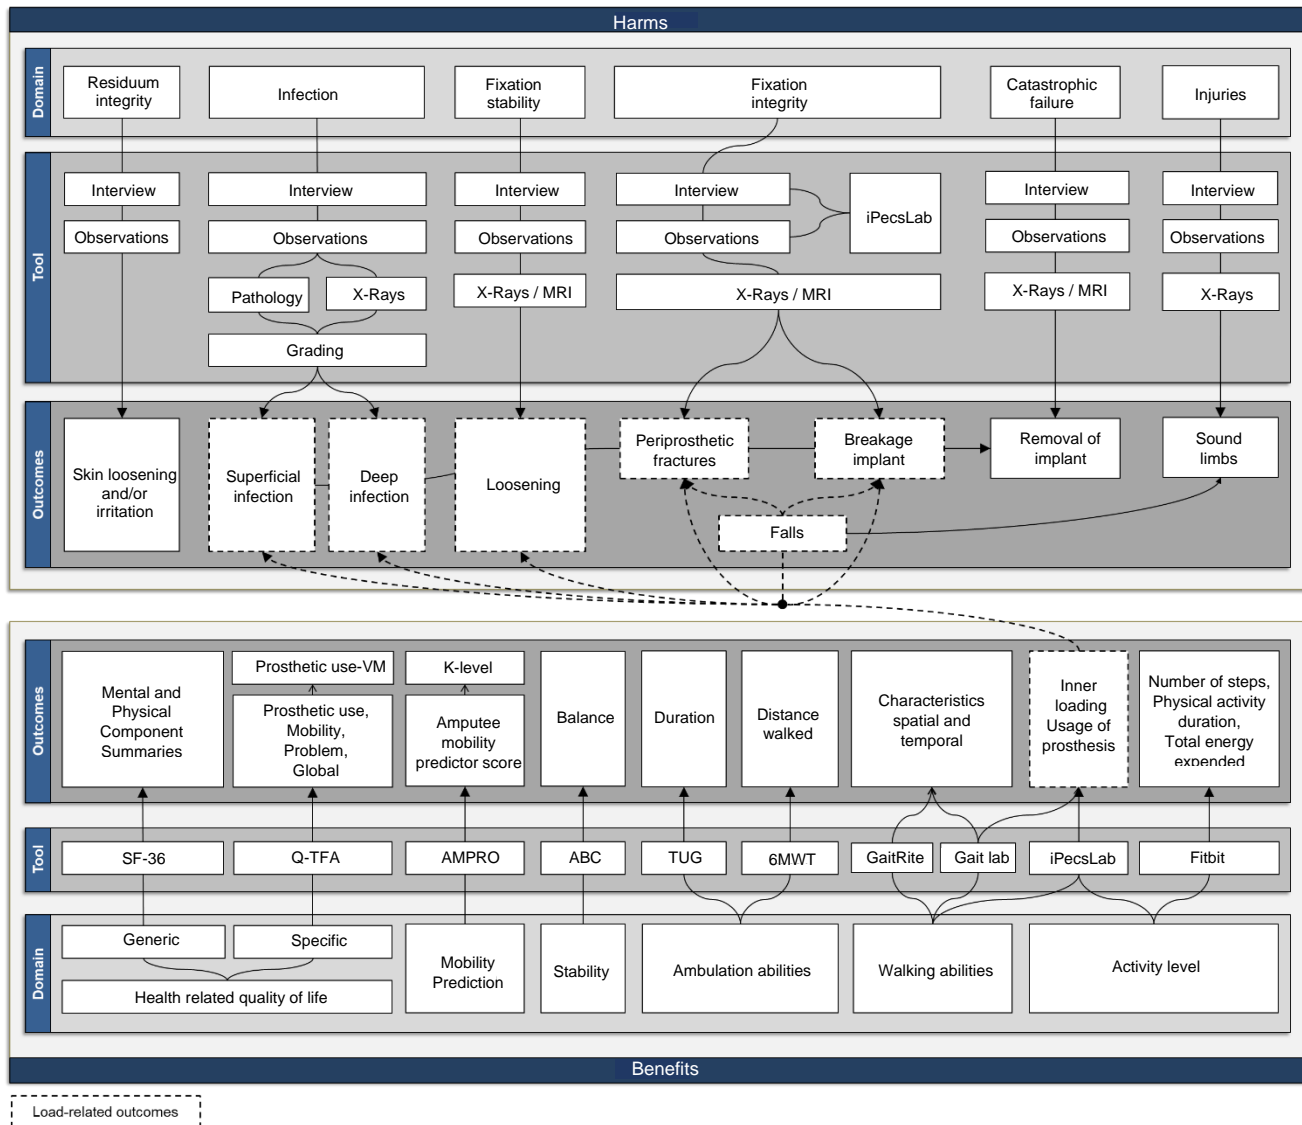 Harms
Domain
Residuum
integrity
Infection
Fixation
stability
Fixation
integrity
Catastrophic
failure
Injuries
Tool
Interview
Interview
Interview
Interview
Interview
Interview
iPecsLab
Observations
Observations
Observations
Observations
Observations
Observations
Pathology
X-Rays
X-Rays / MRI
X-Rays / MRI
X-Rays / MRI
X-Rays
Grading
Outcomes
Skin loosening
and/or
irritation
Superficial
infection
Deep
infection
Loosening
Periprosthetic
fractures
Breakage
implant
Removal of
implant
Sound
limbs
Falls
Outcomes
Mental and
Physical
Component
Summaries
Prosthetic use-VM
Prosthetic use,
Mobility,
Problem,
Global
K-level
Amputee
mobility
predictor score
Balance
Duration
Distance
walked
Characteristics
spatial and
temporal
Inner
loading
Usage of
prosthesis
Number of steps,
Physical activity
duration,
Total energy
expended
Tool
SF-36
Q-TFA
AMPRO
ABC
TUG
6MWT
GaitRite
Gait lab
iPecsLab
Fitbit
Domain
Generic
Specific
Health related quality of life
Mobility
Prediction
Stability
Ambulation abilities
Walking abilities
Activity level
Benefits
Load-related outcomes